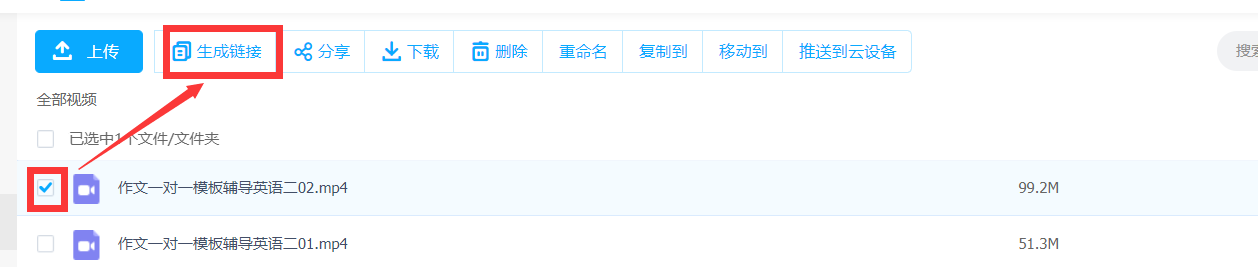 上传 生成链接 分享 下载 删除 重命名 复制到 移动到 推送到云设备 搜索
全部视频
已选中1个文件/文件夹
作文一对一模板辅导英语二02.mp4 99.2M
作文一对一模板辅导英语二01.mp4 51.3M